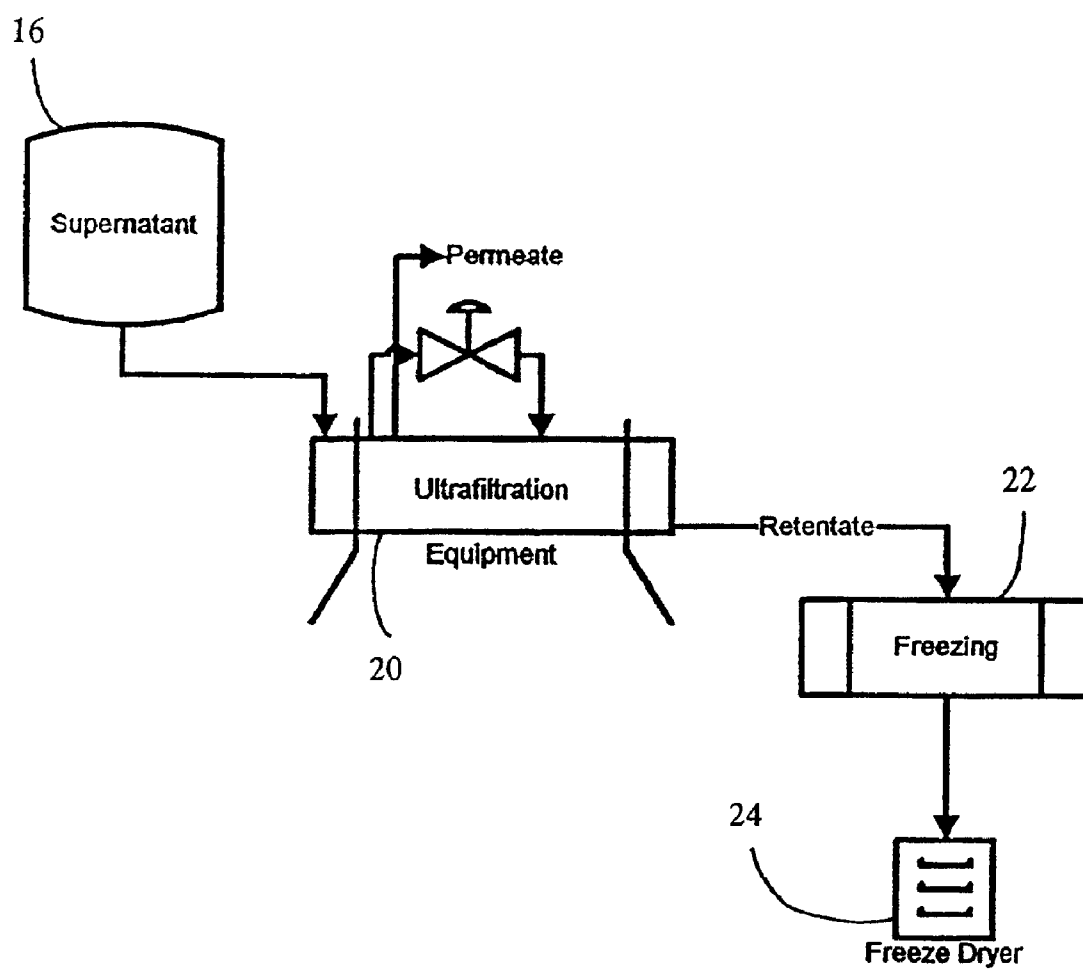 16
Supernatant
Permeate
Ultrafiltration
Equipment
20
Retentate
22
Freezing
24
Freeze Dryer